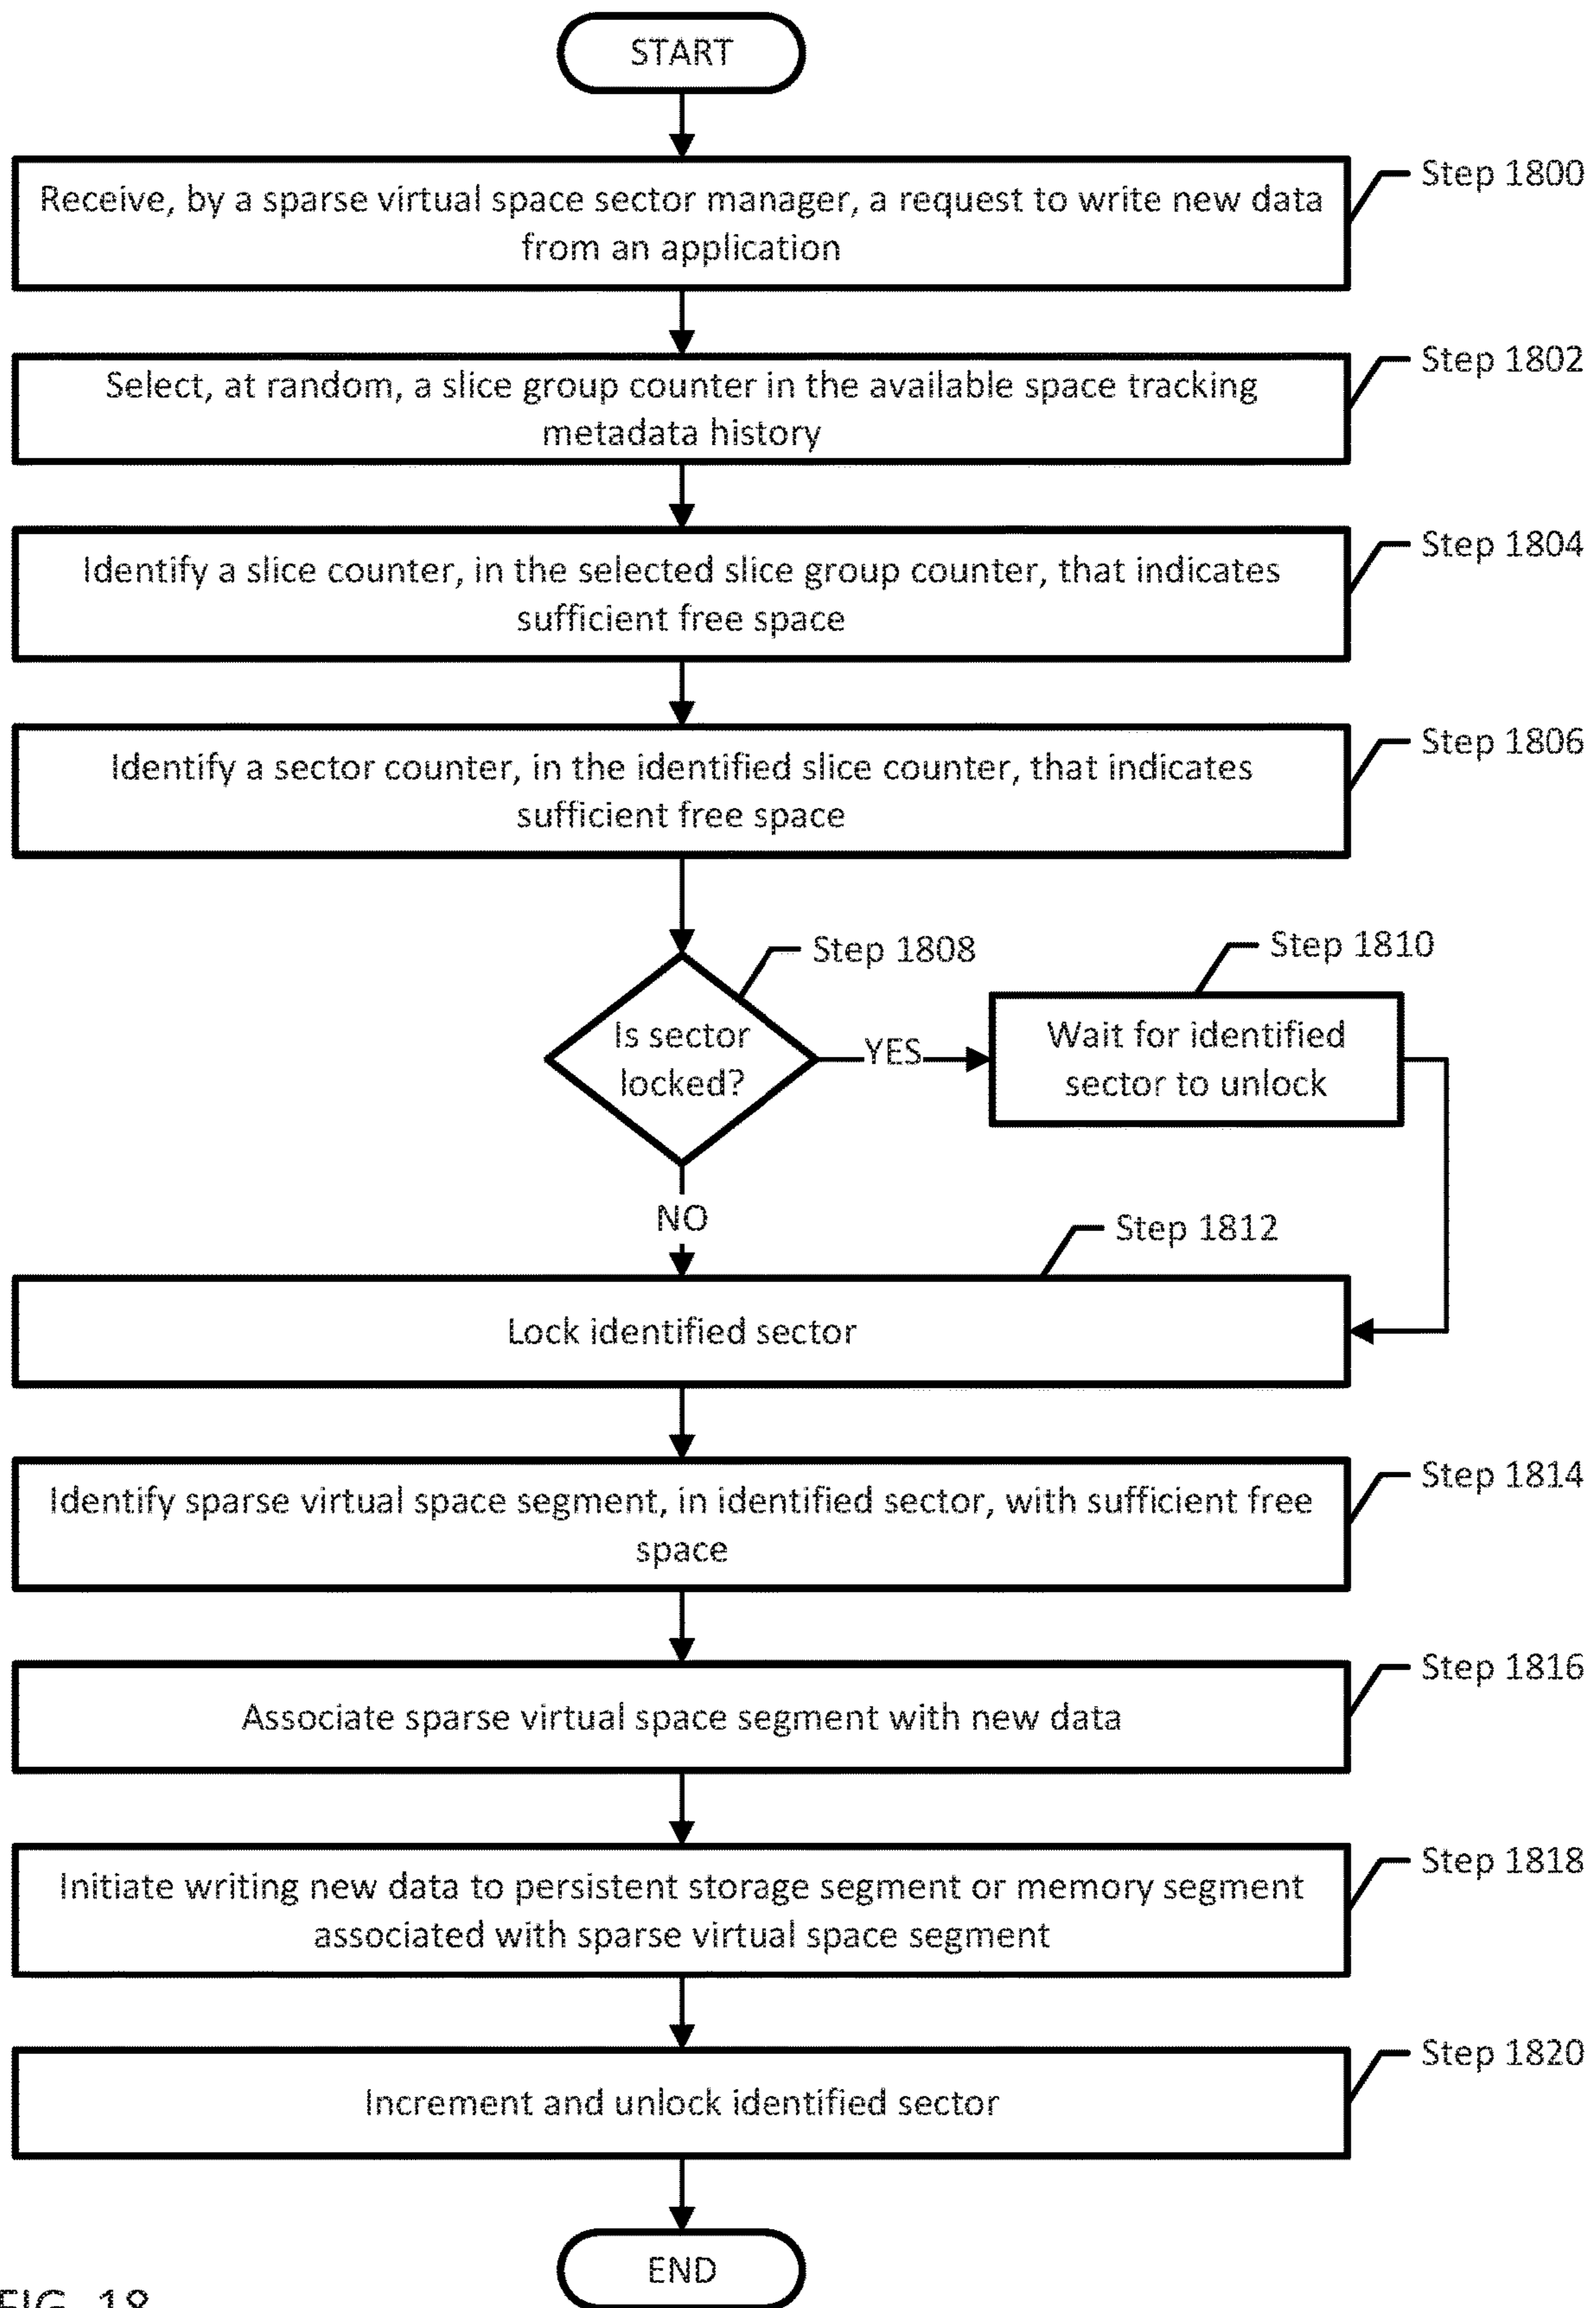 START
Step 1800
Receive, by a sparse virtual space sector manager, a request to write new data
from an application
Step 1802
Select, at random, a slice group counter in the available space tracking
metadata history
Step 1804
Identify a slice counter, in the selected slice group counter, that indicates
sufficient free space
Step 1806
Identify a sector counter, in the identified slice counter, that indicates
sufficient free space
Step 1808
Is sector
locked?
YES
Step 1810
Wait for identified
sector to unlock
NO
Step 1812
Lock identified sector
Step 1814
Identify sparse virtual space segment, in identified sector, with sufficient free
space
Step 1816
Associate sparse virtual space segment with new data
Step 1818
Initiate writing new data to persistent storage segment or memory segment
associated with sparse virtual space segment
Step 1820
Increment and unlock identified sector
END
FIG. 18